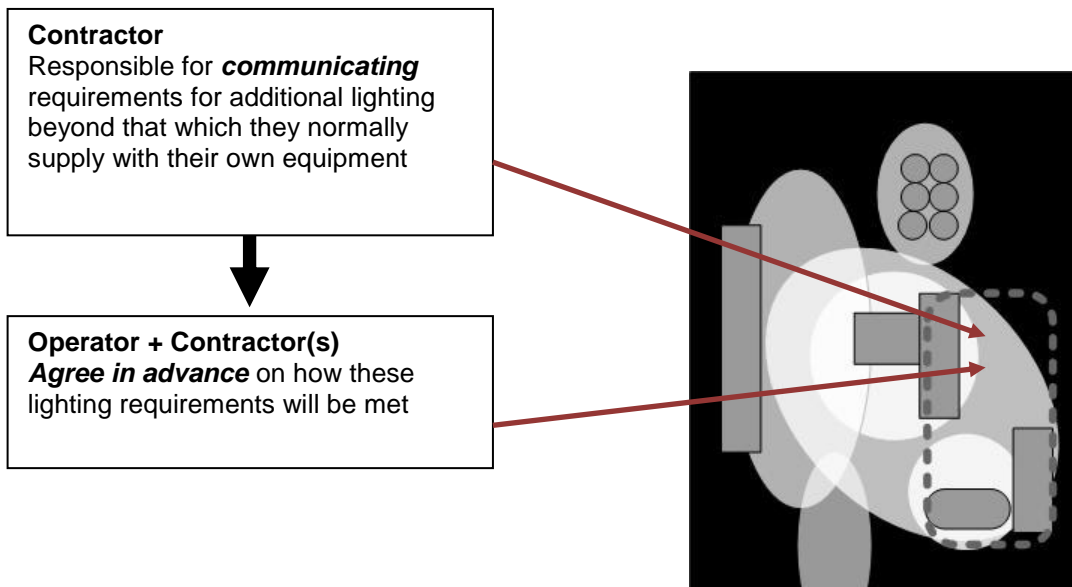 Contractor
Responsible for communicating
requirements for additional lighting
beyond that which they normally
supply with their own equipment
Operator + Contractor(s)
Agree in advance on how these
lighting requirements will be met